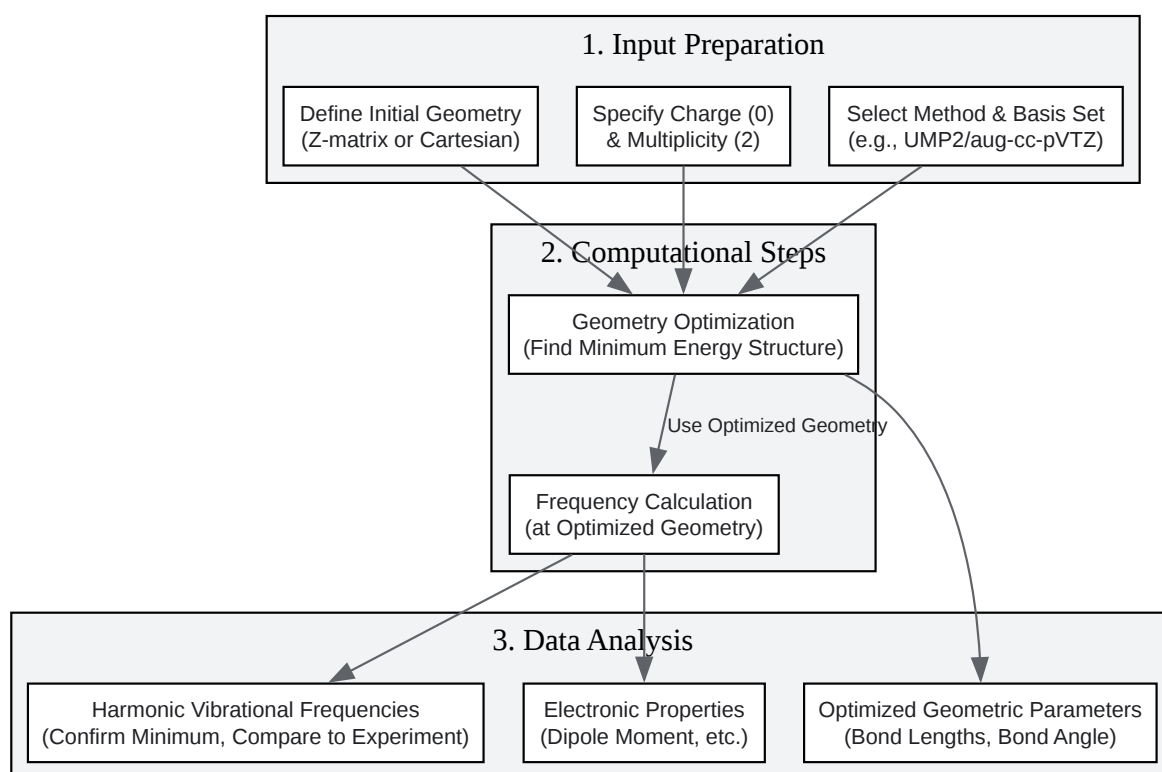 1. Input Preparation
Define Initial Geometry
(Z-matrix or Cartesian)
Specify Charge (0)
& Multiplicity (2)
Select Method & Basis Set
(e.g., UMP2/aug-cc-pVTZ)
2. Computational Steps
Geometry Optimization
(Find Minimum Energy Structure)
Use Optimized Geometry
Frequency Calculation
(at Optimized Geometry)
3. Data Analysis
Harmonic Vibrational Frequencies
(Confirm Minimum, Compare to Experiment)
Electronic Properties
(Dipole Moment, etc.)
Optimized Geometric Parameters
(Bond Lengths, Bond Angle)